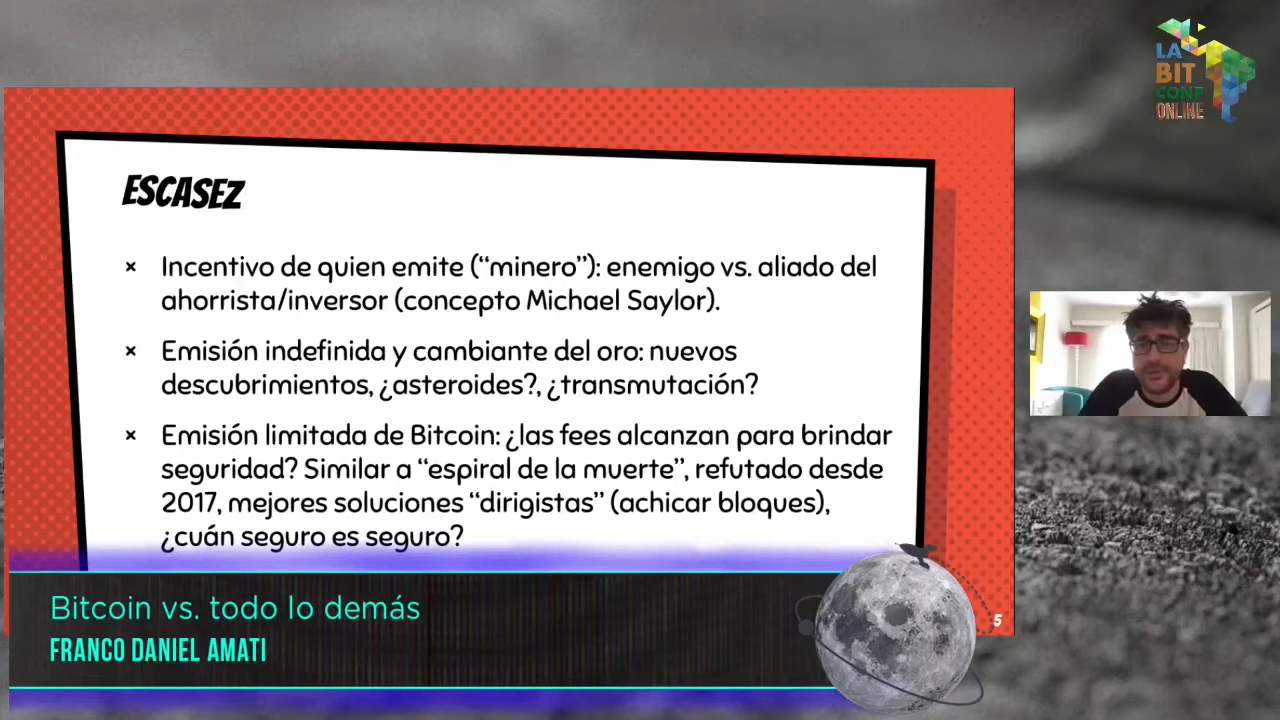 LA
BIT
CONF
ONLINE
ESCASEZ
× Incentivo de quien emite (“minero”): enemigo vs. aliado del
ahorrista/inversor (concepto Michael Saylor).
× Emisión indefinida y cambiante del oro: nuevos
descubrimientos, ¿asteroides?, ¿transmutación?
× Emisión limitada de Bitcoin: ¿las fees alcanzan para brindar
seguridad? Similar a “espiral de la muerte”, refutado desde
2017, mejores soluciones “dirigistas” (achicar bloques),
¿cuán seguro es seguro?
Bitcoin vs. todo lo demás
FRANCO DANIEL AMATI
5